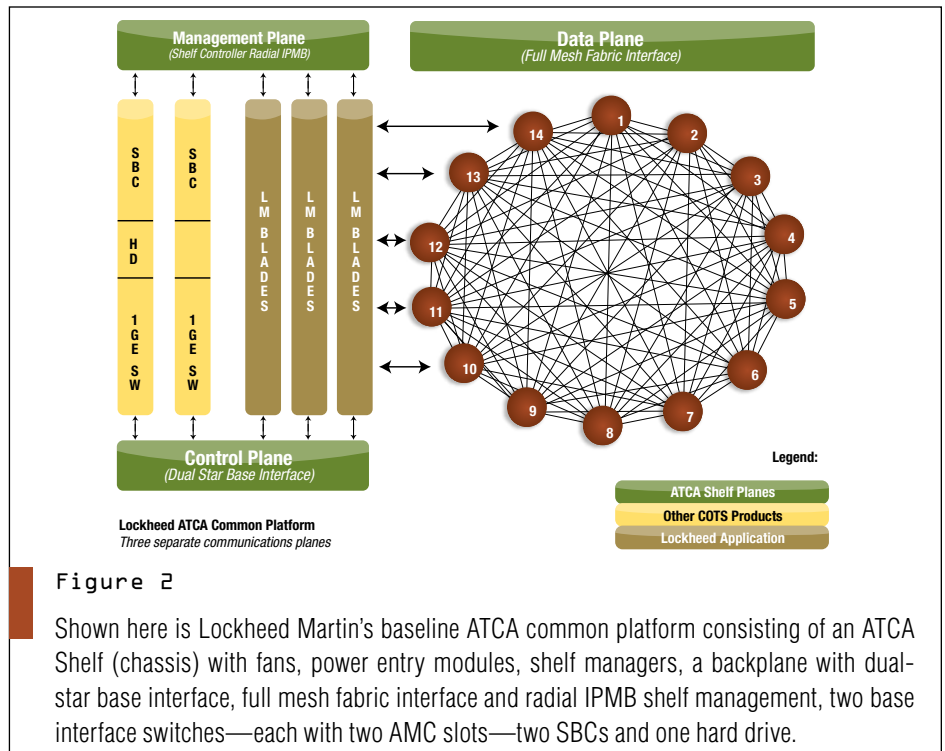 Management Plane
(Shelf Controller Radial IPMB)
Data Plane
(Full Mesh Fabric Interface)
SBC
HD
1GE SW
SBC
1GE SW
LM BLADES
LM BLADES
LM BLADES
1
2
3
4
5
6
7
8
9
10
11
12
13
14
Control Plane
(Dual Star Base Interface)
Legend:
ATCA Shelf Planes
Other COTS Products
Lockheed Application
Lockheed ATCA Common Platform
Three separate communications planes
Figure 2
Shown here is Lockheed Martin's baseline ATCA common platform consisting of an ATCA
Shelf (chassis) with fans, power entry modules, shelf managers, a backplane with dual-
star base interface, full mesh fabric interface and radial IPMB shelf management, two base
interface switches—each with two AMC slots—two SBCs and one hard drive.